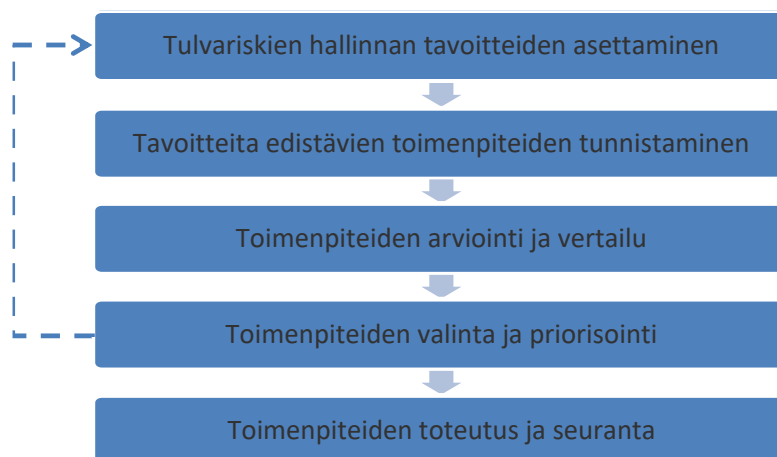 Tulvariskien hallinnan tavoitteiden asettaminen
Tavoitteita edistävien toimenpiteiden tunnistaminen
Toimenpiteiden arviointi ja vertailu
Toimenpiteiden valinta ja priorisointi
Toimenpiteiden toteutus ja seuranta